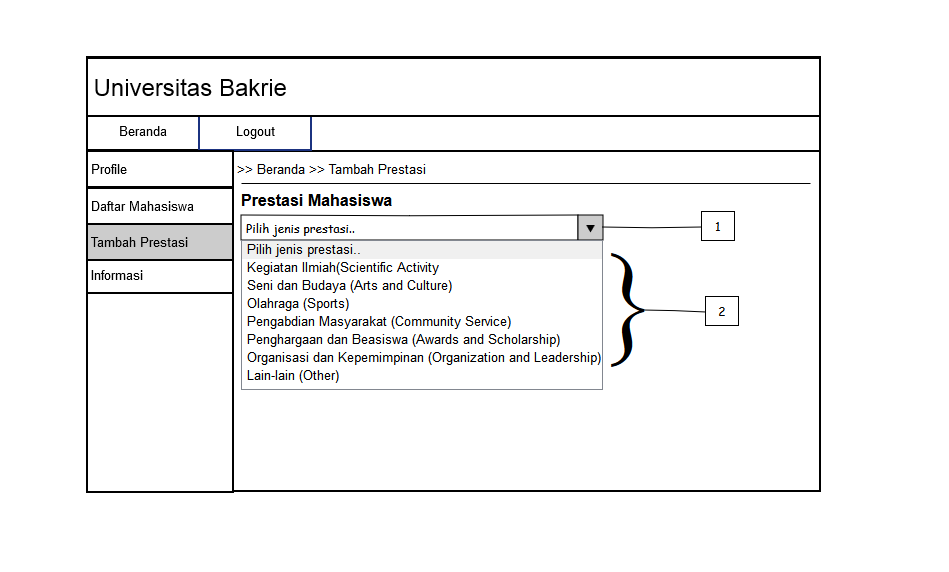 Universitas Bakrie
Beranda Logout
Profile
Daftar Mahasiswa
Tambah Prestasi
Informasi
>> Beranda >> Tambah Prestasi
Prestasi Mahasiswa
Pilih jenis prestasi..
1
Pilih jenis prestasi..
Kegiatan Ilmiah(Scientific Activity
Seni dan Budaya (Arts and Culture)
Olahraga (Sports)
Pengabdian Masyarakat (Community Service)
Penghargaan dan Beasiswa (Awards and Scholarship)
Organisasi dan Kepemimpinan (Organization and Leadership)
Lain-lain (Other)
2